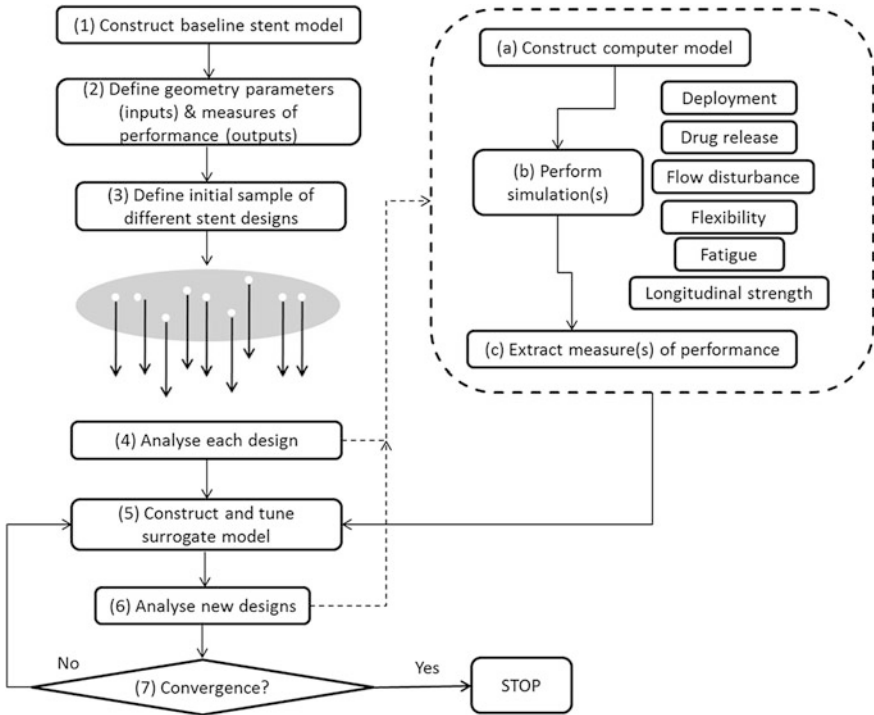 (1) Construct baseline stent model
(2) Define geometry parameters
(inputs) & measures of
performance (outputs)
(3) Define initial sample of
different stent designs
(4) Analyse each design
(5) Construct and tune
surrogate model
(6) Analyse new designs
No
(7) Convergence?
Yes
STOP
(a) Construct computer model
Deployment
Drug release
(b) Perform
simulation(s)
Flow disturbance
Flexibility
Fatigue
Longitudinal strength
(c) Extract measure(s) of performance